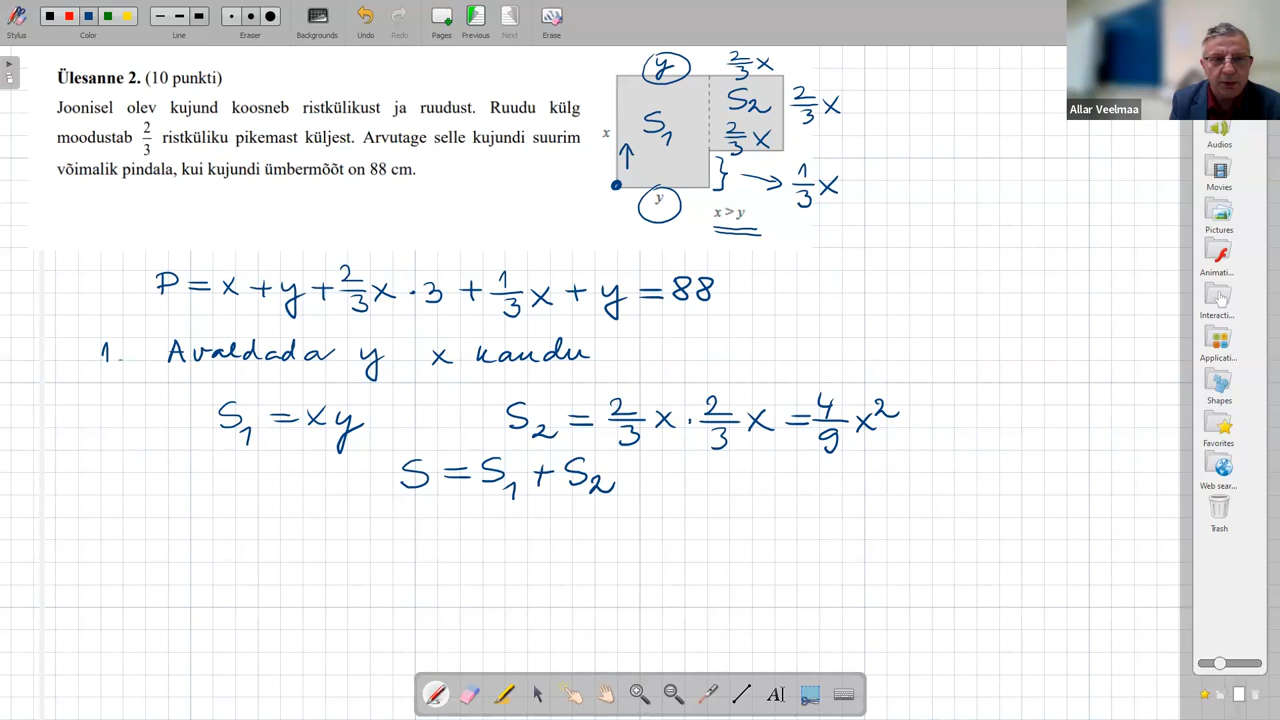 Stylus
Color
Line
Eraser
Backgrounds
Undo
Redo
Pages
Previous
Next
Erase
Ülesanne 2. (10 punkti)
Joonisel olev kujund koosneb ristkülikust ja ruudust. Ruudu külg
moodustab 2/3 ristküliku pikemast küljest. Arvutage selle kujundi suurim
võimalik pindala, kui kujundi ümbermõõt on 88 cm.
y
2/3 x
x
S₁
S₂
2/3 x
2/3 x
1/3 x
y
x > y
P = x + y + 2/3 x · 3 + 1/3 x + y = 88
1. Avaldada y x kaudu
S₁ = xy S₂ = 2/3 x · 2/3 x = 4/9 x²
S = S₁ + S₂
Allar Veelmaa
Audios
Movies
Pictures
Animati...
Interacti...
Applicati...
Shapes
Favorites
Web sear...
Trash
AI